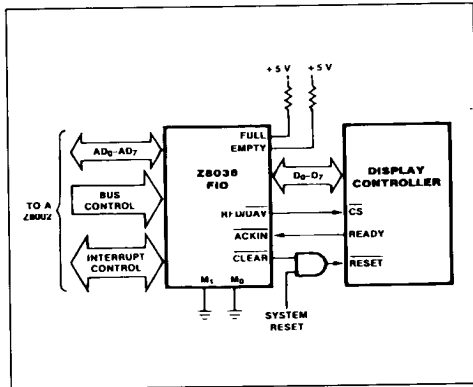 +5 V +5 V
FULL
EMPTY
AD₀-AD₇
Z8038
FIO
D₀-D₇
DISPLAY
CONTROLLER
BUS
CONTROL
TO A
Z8002
RFD/DAV
CS
ACKIN
READY
INTERRUPT
CONTROL
CLEAR
RESET
M₁ M₀
SYSTEM
RESET